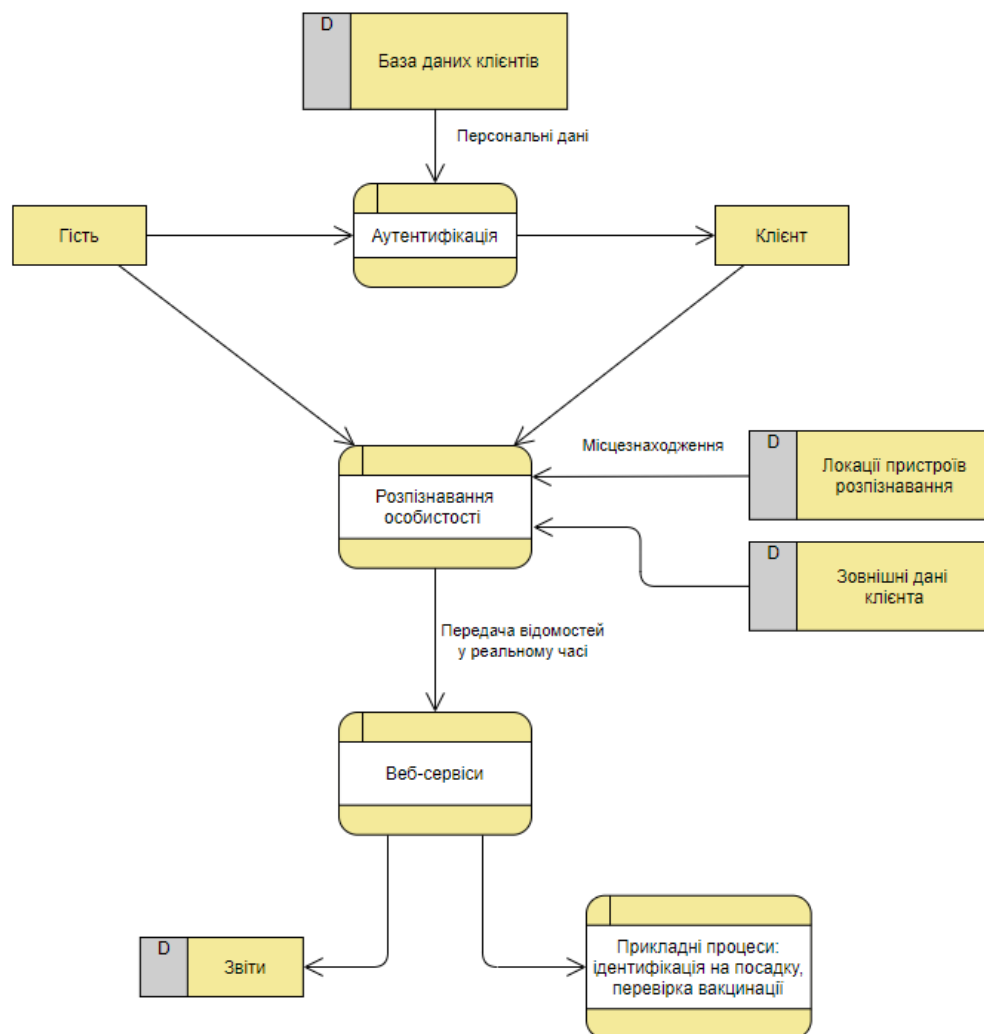 D
База даних клієнтів
Персональні дані
Гість
Аутентифікація
Клієнт
Місцезнаходження
D
Локації пристроїв
розпізнавання
Розпізнавання
особистості
D
Зовнішні дані
клієнта
Передача відомостей
у реальному часі
Веб-сервіси
D
Звіти
Прикладні процеси:
ідентифікація на посадку,
перевірка вакцинації